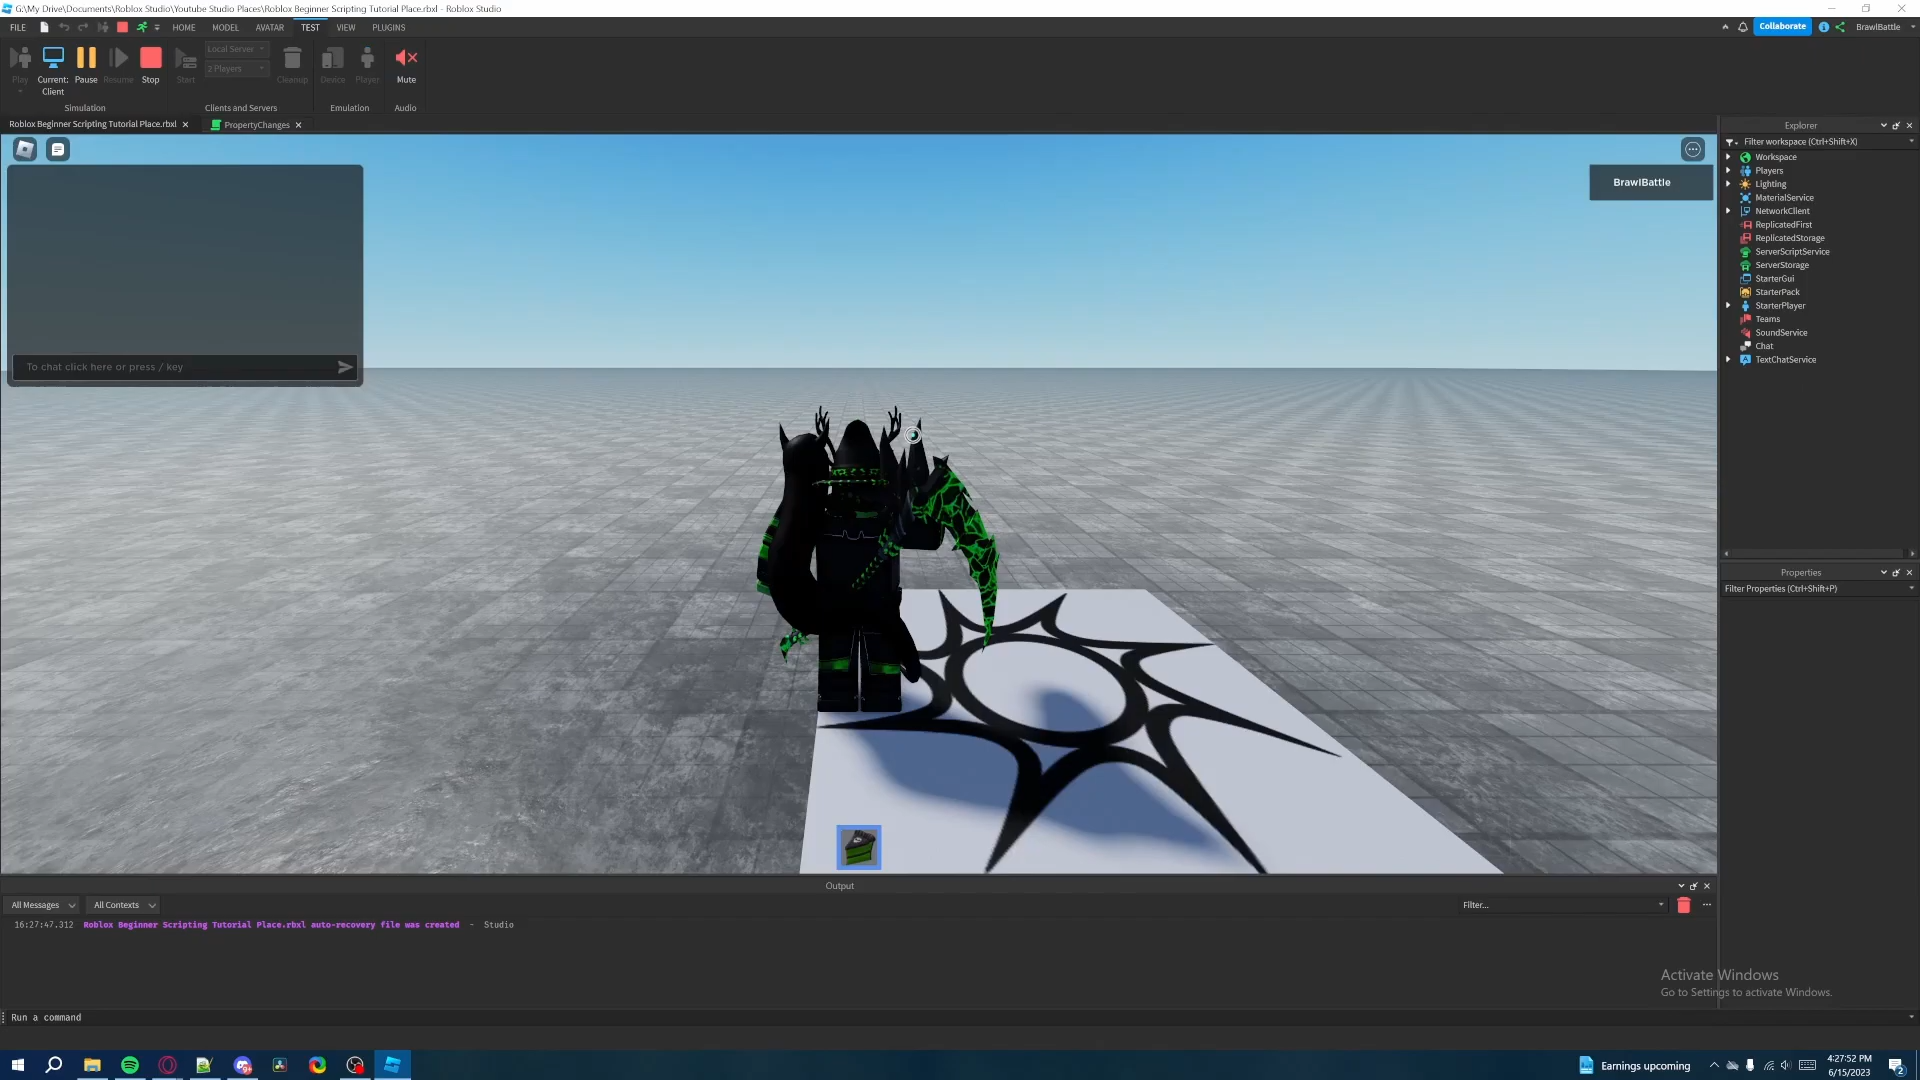 G:\My Drive\Documents\Roblox Studio\Youtube Studio Places\Roblox Beginner Scripting Tutorial Place.rbxl - Roblox Studio
FILE HOME MODEL AVATAR TEST VIEW PLUGINS Collaborate BrawlBattle
Local Server
2 Players
Play Current: Client Pause Resume Stop Start Cleanup Device Player Mute
Simulation Clients and Servers Emulation Audio
Roblox Beginner Scripting Tutorial Place.rbxl PropertyChanges
Explorer
Filter workspace (Ctrl+Shift+X)
Workspace
Players
Lighting
MaterialService
NetworkClient
ReplicatedFirst
ReplicatedStorage
ServerScriptService
ServerStorage
StarterGui
StarterPack
StarterPlayer
Teams
SoundService
Chat
TextChatService
BrawlBattle
To chat click here or press / key
Properties
Filter Properties (Ctrl+Shift+P)
Output
All Messages All Contexts Filter...
16:27:47.312 Roblox Beginner Scripting Tutorial Place.rbxl auto-recovery file was created - Studio
Activate Windows
Go to Settings to activate Windows.
Run a command
Earnings upcoming
4:27:52 PM
6/15/2023
2